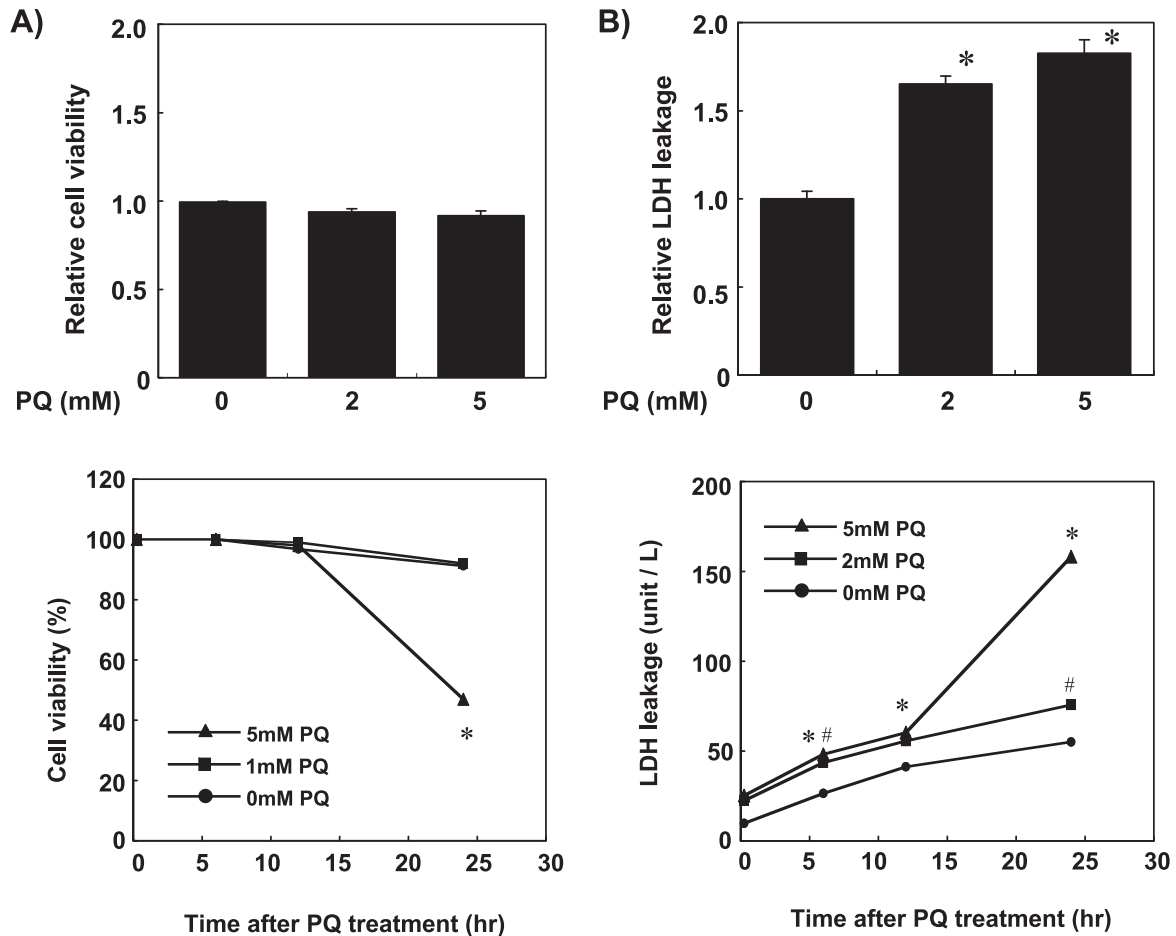 A)
2.0
1.5
1.0
0.5
0
Relative cell viability
PQ (mM)
0 2 5
B)
2.0
1.5
1.0
0.5
0
Relative LDH leakage
* *
PQ (mM)
0 2 5
120
100
80
60
40
20
0
Cell viability (%)
5mM PQ
1mM PQ
0mM PQ
*
0 5 10 15 20 25 30
Time after PQ treatment (hr)
200
150
100
50
0
LDH leakage (unit / L)
5mM PQ
2mM PQ
0mM PQ
* # * * #
0 5 10 15 20 25 30
Time after PQ treatment (hr)